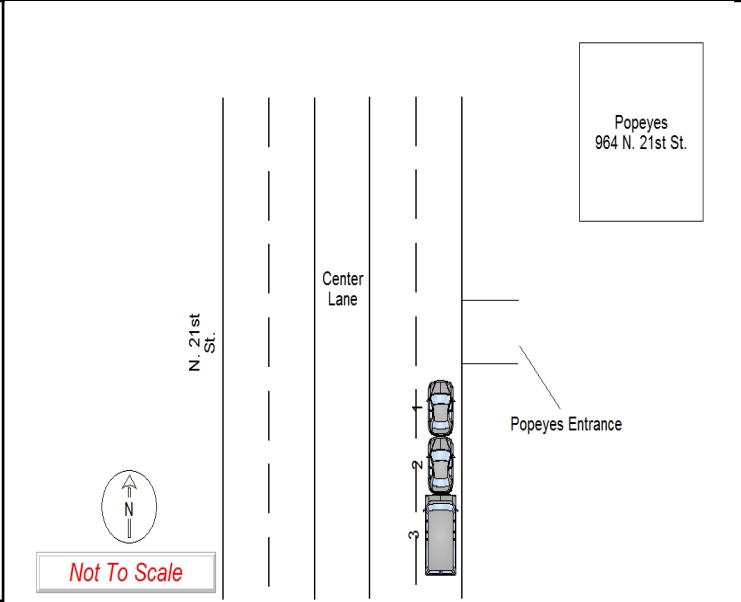 Popeyes
964 N. 21st St.
Center
Lane
N. 21st
St.
1
Popeyes Entrance
2
N
3
Not To Scale